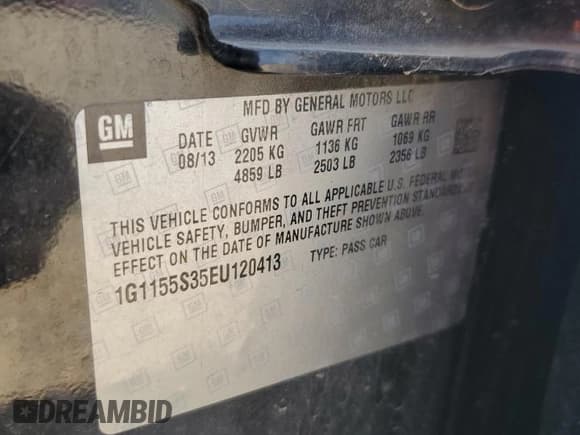 MFD BY GENERAL MOTORS LLC
GM
DATE GVWR GAWR FRT GAWR RR
08/13 2205 KG 1136 KG 1069 KG
4859 LB 2503 LB 2356 LB
THIS VEHICLE CONFORMS TO ALL APPLICABLE U.S. FEDERAL MOTOR
VEHICLE SAFETY, BUMPER, AND THEFT PREVENTION STANDARDS IN
EFFECT ON THE DATE OF MANUFACTURE SHOWN ABOVE.
1G1155S35EU120413 TYPE: PASS CAR
DREAMBID